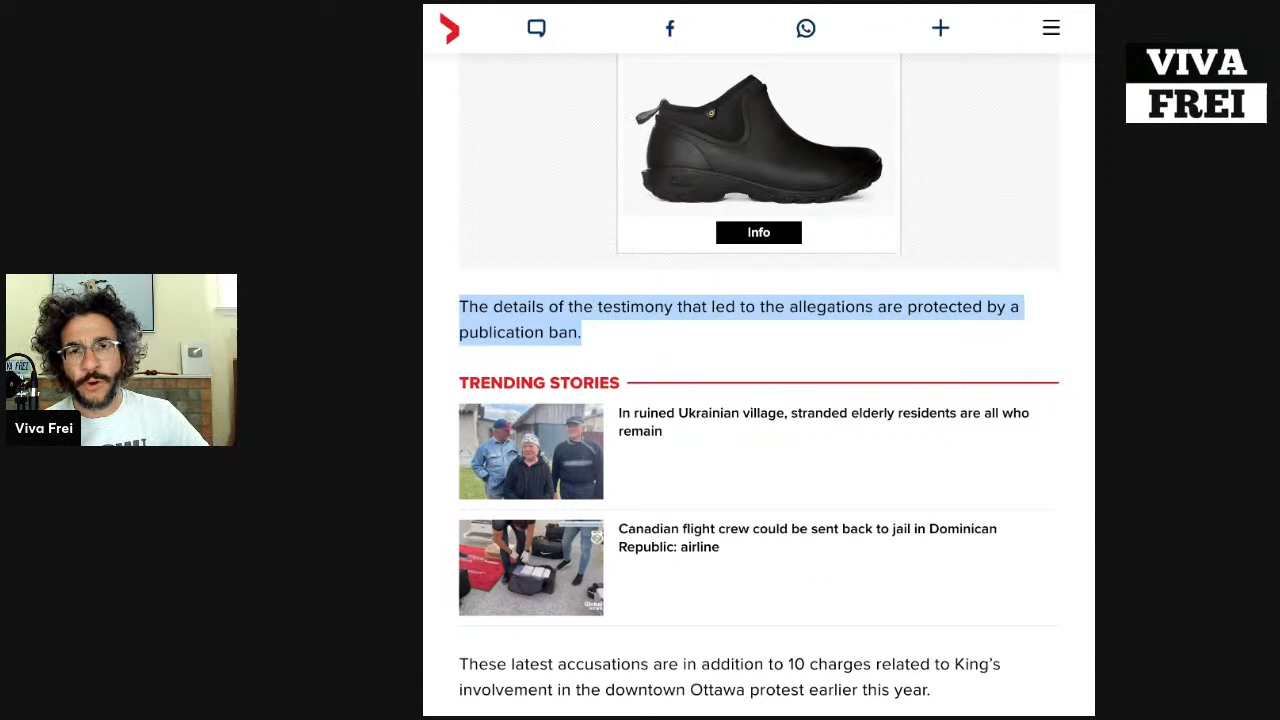 VIVA
FREI
Info
The details of the testimony that led to the allegations are protected by a
publication ban.
TRENDING STORIES
In ruined Ukrainian village, stranded elderly residents are all who
remain
Canadian flight crew could be sent back to jail in Dominican
Republic: airline
Global
NEWS
These latest accusations are in addition to 10 charges related to King's
involvement in the downtown Ottawa protest earlier this year.
Viva Frei